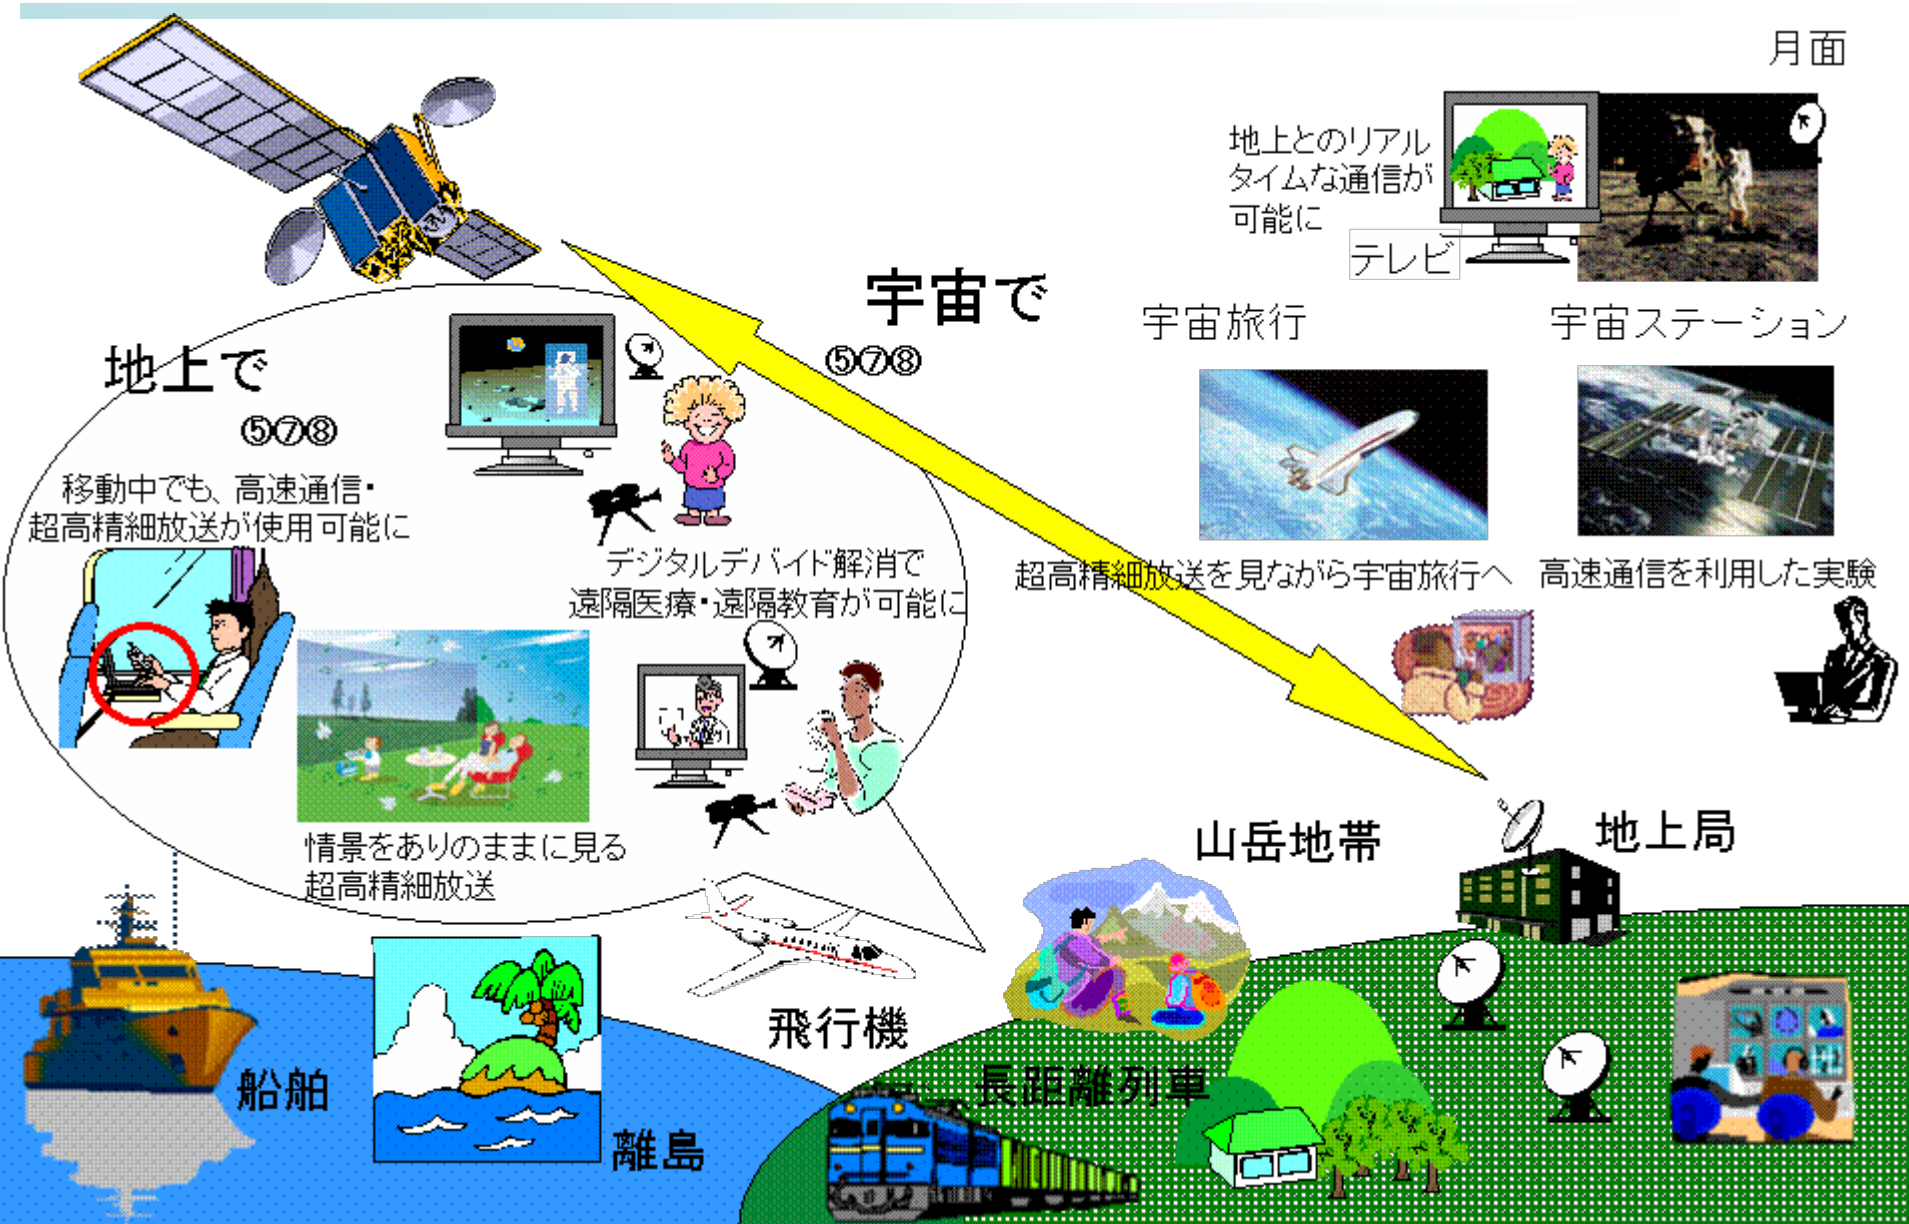 月面
地上とのリアル
タイムな通信が
可能に
テレビ
宇宙で
⑤⑦⑧
宇宙旅行
宇宙ステーション
地上で
⑤⑦⑧
移動中でも、高速通信・
超高精細放送が使用可能に
デジタルデバイド解消で
遠隔医療・遠隔教育が可能に
超高精細放送を見ながら宇宙旅行へ
高速通信を利用した実験
情景をありのままに見る
超高精細放送
山岳地帯
地上局
飛行機
船舶
長距離列車
離島